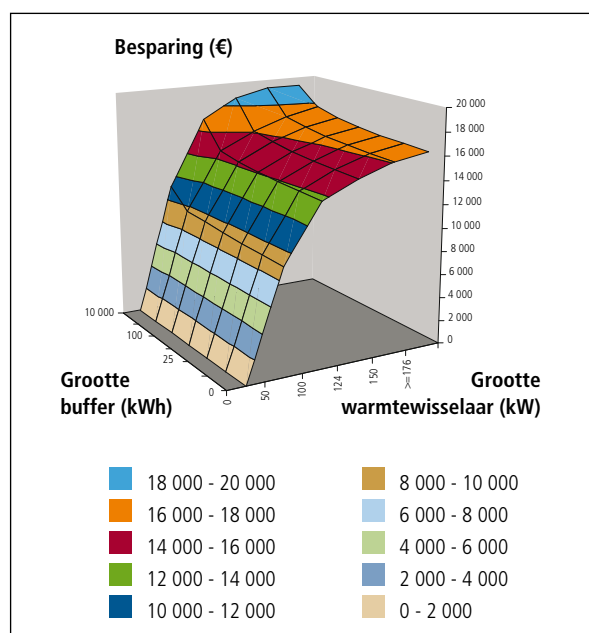 Besparing (€)
20 000
18 000
16 000
14 000
12 000
10 000
8 000
6 000
4 000
2 000
0
10 000
100
25
0
0
50
100
124
150
>=176
Grootte
buffer (kWh)
Grootte
warmtewisselaar (kW)
18 000 - 20 000
16 000 - 18 000
14 000 - 16 000
12 000 - 14 000
10 000 - 12 000
8 000 - 10 000
6 000 - 8 000
4 000 - 6 000
2 000 - 4 000
0 - 2 000